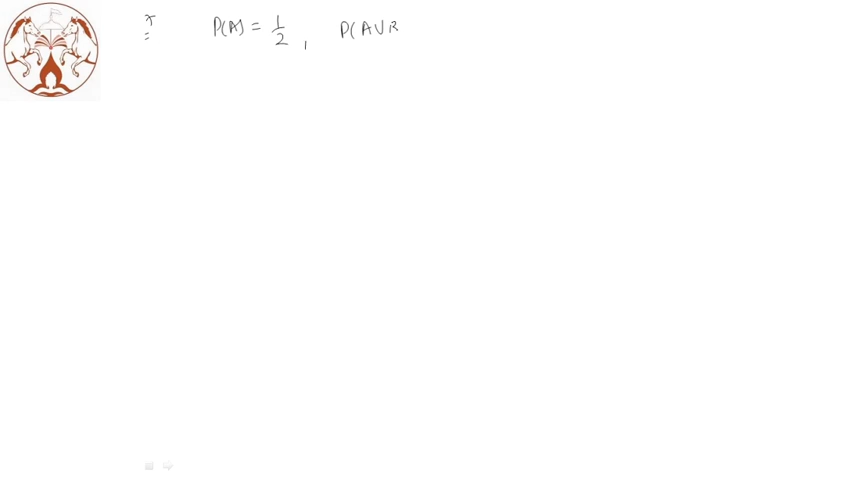 P(A) = 1/2 , P(A ∪ B